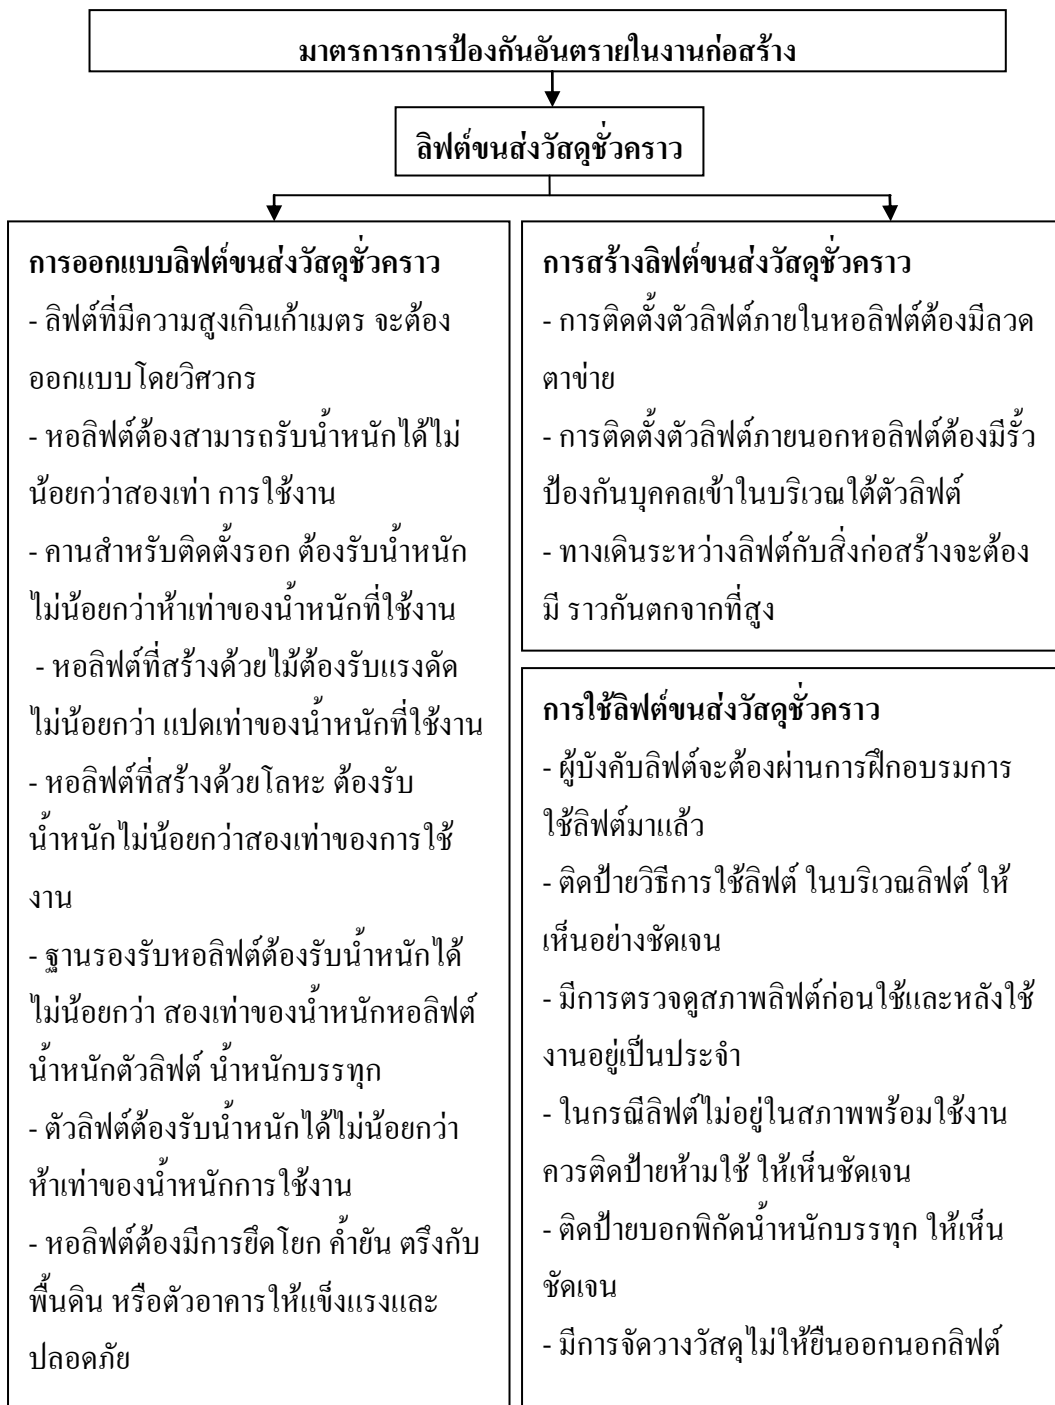 มาตรการการป้องกันอันตรายในงานก่อสร้าง
ลิฟต์ขนส่งวัสดุชั่วคราว
การออกแบบลิฟต์ขนส่งวัสดุชั่วคราว
- ลิฟต์ที่มีความสูงเกินเก้าเมตร จะต้อง
ออกแบบโดยวิศวกร
- หอลิฟต์ต้องสามารถรับน้ำหนักได้ไม่
น้อยกว่าสองเท่า การใช้งาน
- คานสำหรับติดตั้งรอก ต้องรับน้ำหนัก
ไม่น้อยกว่าห้าเท่าของน้ำหนักที่ใช้งาน
- หอลิฟต์ที่สร้างด้วยไม้ต้องรับแรงดัด
ไม่น้อยกว่า แปดเท่าของน้ำหนักที่ใช้งาน
- หอลิฟต์ที่สร้างด้วยโลหะ ต้องรับ
น้ำหนักไม่น้อยกว่าสองเท่าของการใช้
งาน
- ฐานรองรับหอลิฟต์ต้องรับน้ำหนักได้
ไม่น้อยกว่า สองเท่าของน้ำหนักหอลิฟต์
น้ำหนักตัวลิฟต์ น้ำหนักบรรทุก
- ตัวลิฟต์ต้องรับน้ำหนักได้ไม่น้อยกว่า
ห้าเท่าของน้ำหนักการใช้งาน
- หอลิฟต์ต้องมีการยึดโยก ค้ำยัน ตรึงกับ
พื้นดิน หรือตัวอาคารให้แข็งแรงและ
ปลอดภัย
การสร้างลิฟต์ขนส่งวัสดุชั่วคราว
- การติดตั้งตัวลิฟต์ภายในหอลิฟต์ต้องมีลวด
ตาข่าย
- การติดตั้งตัวลิฟต์ภายนอกหอลิฟต์ต้องมีรั้ว
ป้องกันบุคคลเข้าในบริเวณใต้ตัวลิฟต์
- ทางเดินระหว่างลิฟต์กับสิ่งก่อสร้างจะต้อง
มี ราวกันตกจากที่สูง
การใช้ลิฟต์ขนส่งวัสดุชั่วคราว
- ผู้บังคับลิฟต์จะต้องผ่านการฝึกอบรมการ
ใช้ลิฟต์มาแล้ว
- ติดป้ายวิธีการใช้ลิฟต์ ในบริเวณลิฟต์ ให้
เห็นอย่างชัดเจน
- มีการตรวจดูสภาพลิฟต์ก่อนใช้และหลังใช้
งานอยู่เป็นประจำ
- ในกรณีลิฟต์ไม่อยู่ในสภาพพร้อมใช้งาน
ควรติดป้ายห้ามใช้ ให้เห็นชัดเจน
- ติดป้ายบอกพิกัดน้ำหนักบรรทุก ให้เห็น
ชัดเจน
- มีการจัดวางวัสดุไม่ให้ยืนออกนอกลิฟต์